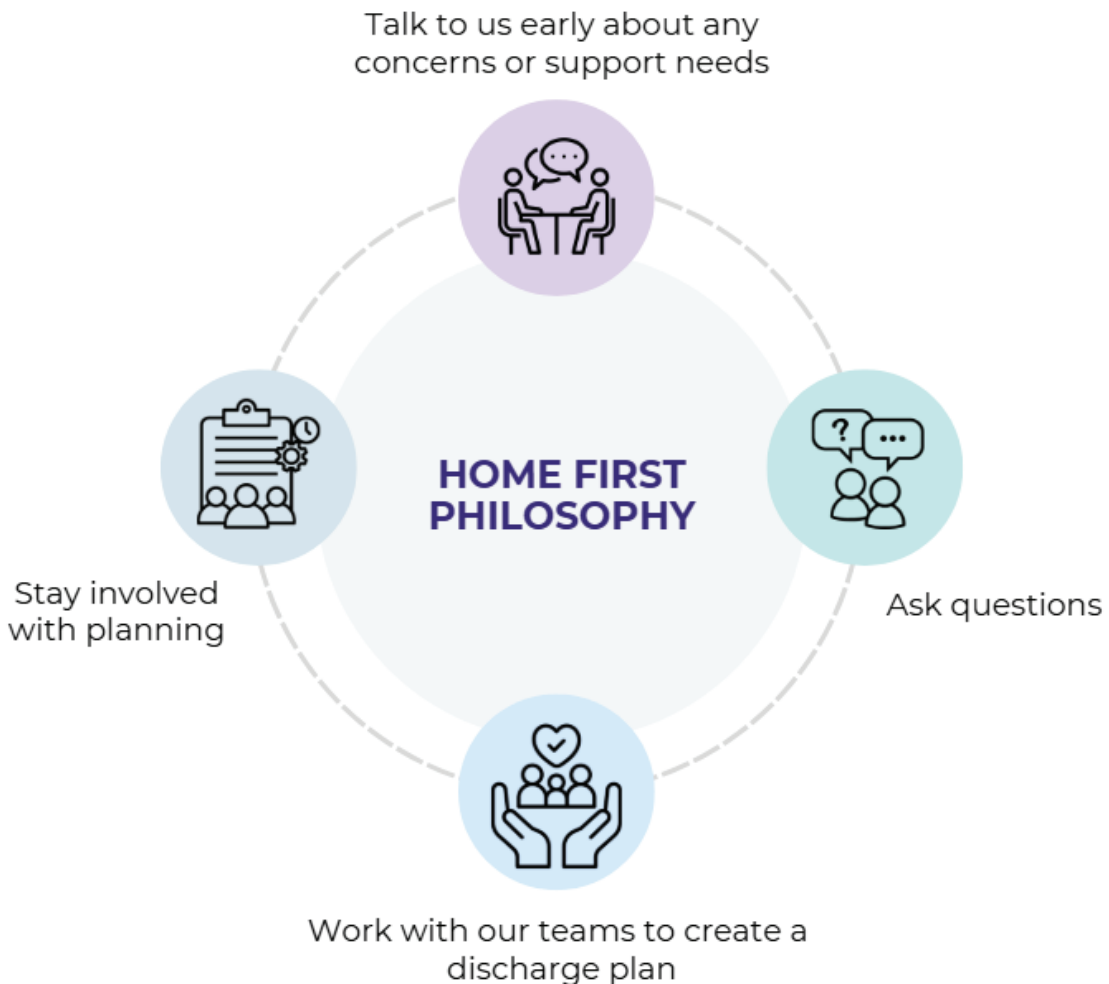 Talk to us early about any
concerns or support needs
HOME FIRST
PHILOSOPHY
Ask questions
Work with our teams to create a
discharge plan
Stay involved
with planning